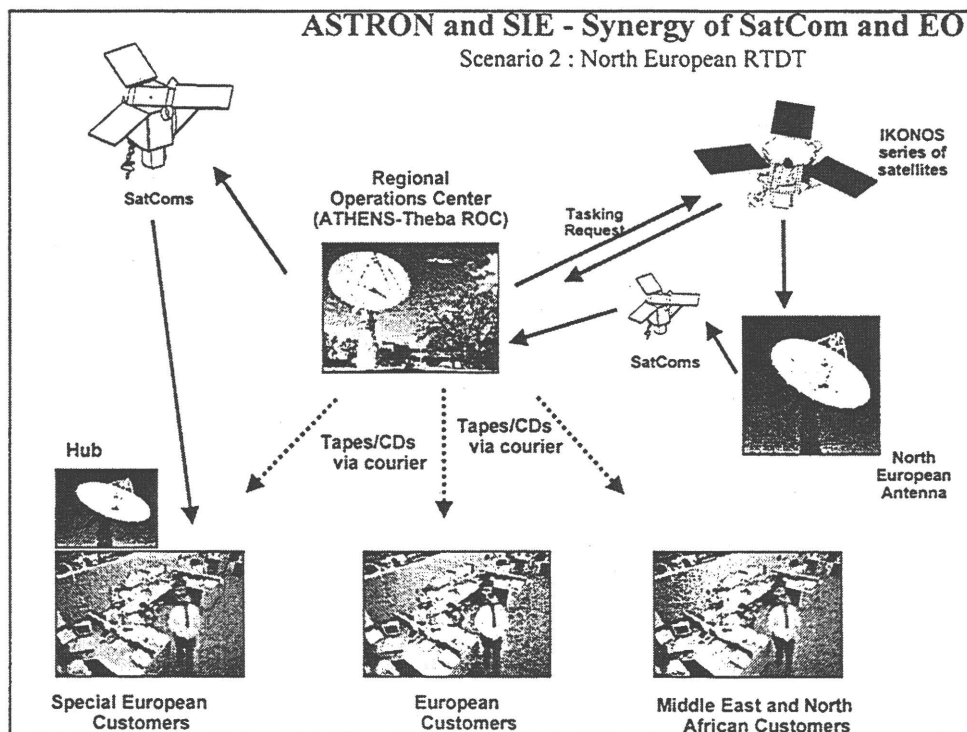 ASTRON and SIE - Synergy of SatCom and EO
Scenario 2 : North European RTDT
IKONOS
series of
satellites
SatComs
Regional
Operations Center
(ATHENS-Theba ROC)
Tasking
Request
SatComs
North
European
Antenna
Hub
Tapes/CDs
via courier
Tapes/CDs
via courier
Special European
Customers
European
Customers
Middle East and North
African Customers